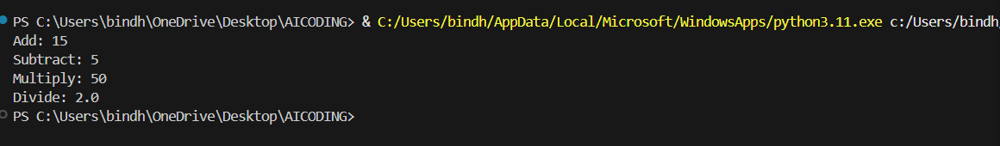 PS C:\Users\bindh\OneDrive\Desktop\AICODING> & C:/Users/bindh/AppData/Local/Microsoft/WindowsApps/python3.11.exe c:/Users/bindh
Add: 15
Subtract: 5
Multiply: 50
Divide: 2.0
PS C:\Users\bindh\OneDrive\Desktop\AICODING>